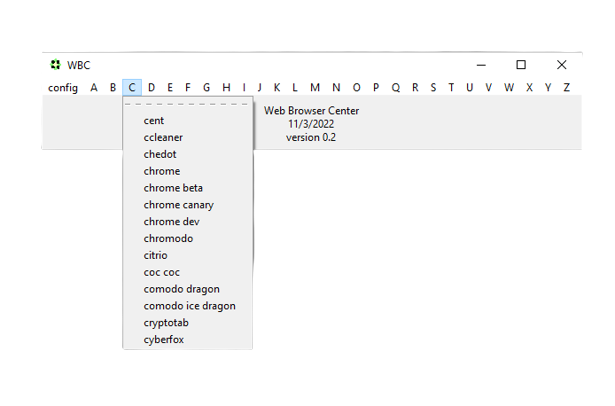 WBC
config A B C D E F G H I J K L M N O P Q R S T U V W X Y Z
Web Browser Center
11/3/2022
version 0.2
cent
ccleaner
chedot
chrome
chrome beta
chrome canary
chrome dev
chromodo
citrio
coc coc
comodo dragon
comodo ice dragon
cryptotab
cyberfox